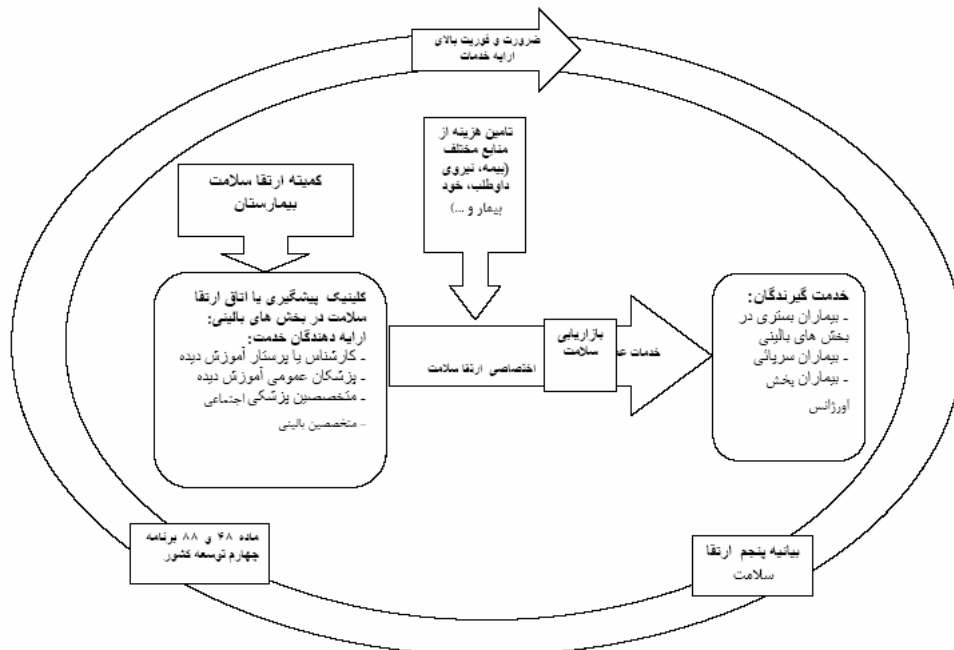 ضرورت و فوریت بالای
ارایه خدمات
تامین هزینه از
منابع مختلف
(بیمه، نیروی
داوطلب، خود
بیمار و ...)
کمیته ارتقا سلامت
بیمارستان
خدمت گیرندگان:
ـ بیماران بستری در
بخش های بالینی
ـ بیماران سرپائی
ـ بیماران بخش
اورژانس
بازاریابی
سلامت
خدمات
اختصاصی ارتقا سلامت
کلینیک پیشگیری یا اتاق ارتقا
سلامت در بخش های بالینی:
ارایه دهندگان خدمت:
ـ کارشناس یا پرستار آموزش دیده
ـ پزشکان عمومی آموزش دیده
ـ متخصصین پزشکی اجتماعی
- متخصصین بالینی
ماده ۴۸ و ۸۸ برنامه
چهارم توسعه کشور
بیانیه پنجم ارتقا
سلامت